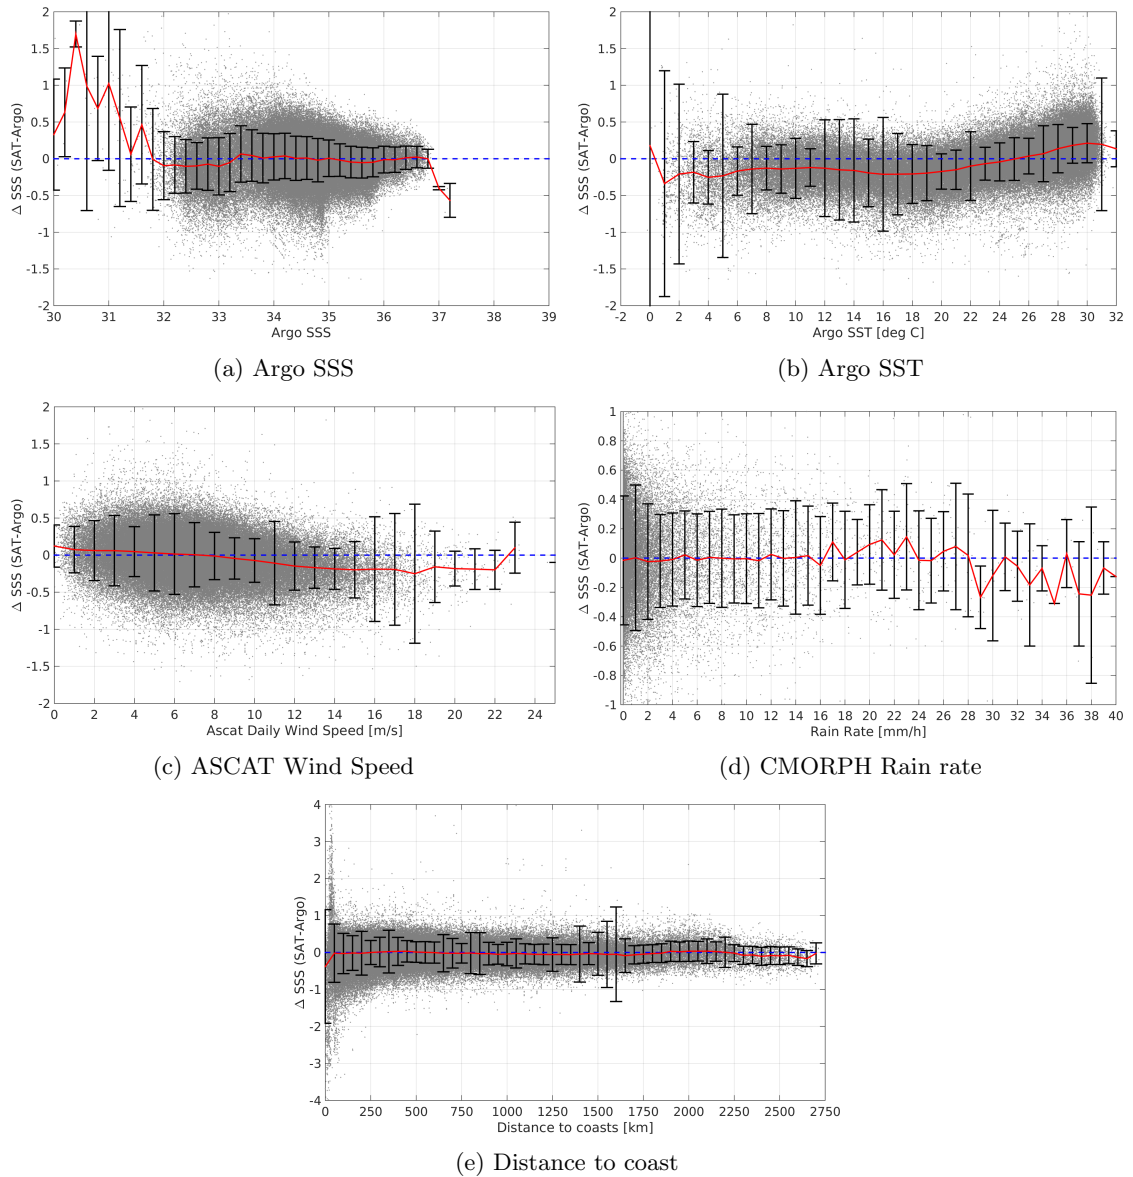 2
1.5
1
0.5
0
-0.5
-1
-1.5
-2
Δ SSS (SAT-Argo)
30 31 32 33 34 35 36 37 38 39
Argo SSS
(a) Argo SSS
2
1.5
1
0.5
0
-0.5
-1
-1.5
-2
Δ SSS (SAT-Argo)
-2 0 2 4 6 8 10 12 14 16 18 20 22 24 26 28 30 32
Argo SST [deg C]
(b) Argo SST
2
1.5
1
0.5
0
-0.5
-1
-1.5
-2
Δ SSS (SAT-Argo)
0 2 4 6 8 10 12 14 16 18 20 22 24
Ascat Daily Wind Speed [m/s]
(c) ASCAT Wind Speed
1
0.8
0.6
0.4
0.2
0
-0.2
-0.4
-0.6
-0.8
-1
Δ SSS (SAT-Argo)
0 2 4 6 8 10 12 14 16 18 20 22 24 26 28 30 32 34 36 38 40
Rain Rate [mm/h]
(d) CMORPH Rain rate
4
3
2
1
0
-1
-2
-3
-4
Δ SSS (SAT-Argo)
0 250 500 750 1000 1250 1500 1750 2000 2250 2500 2750
Distance to coasts [km]
(e) Distance to coast